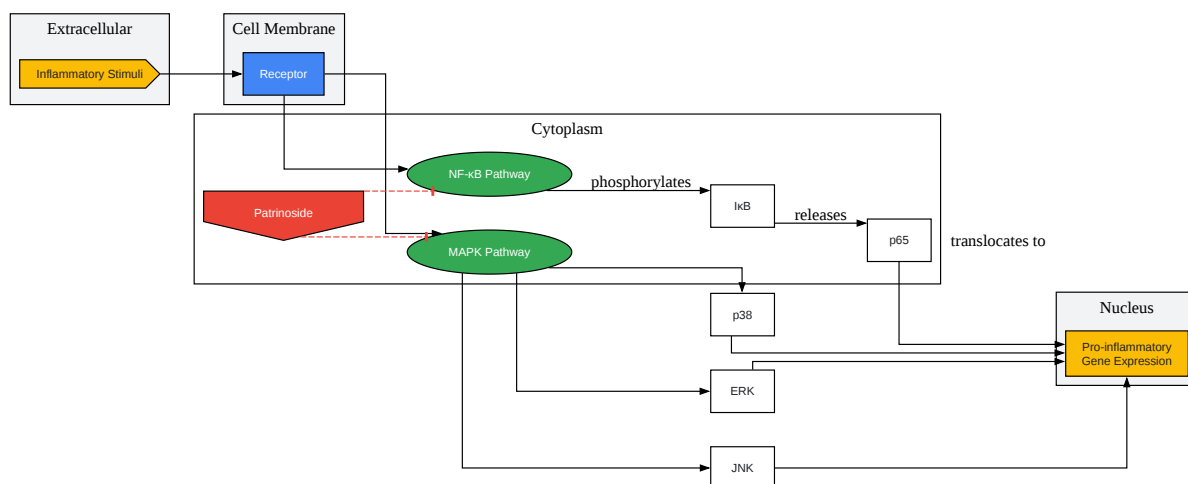 Extracellular
Cell Membrane
Inflammatory Stimuli
Receptor
Cytoplasm
NF-κB Pathway
phosphorylates
IκB
releases
Patrinoside
p65
translocates to
MAPK Pathway
p38
Nucleus
Pro-inflammatory
Gene Expression
ERK
JNK